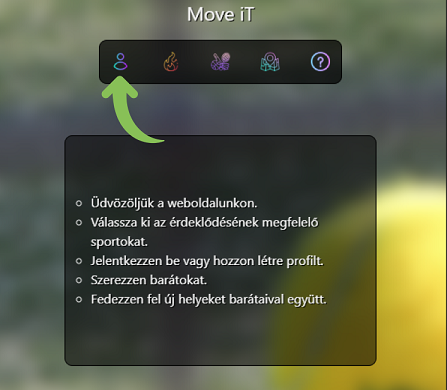 Move iT
?
Üdvözöljük a weboldalunkon.
Válassza ki az érdeklődésének megfelelő
sportokat.
Jelentkezzen be vagy hozzon létre profilt.
Szerezzen barátokat.
Fedezzen fel új helyeket barátaival együtt.